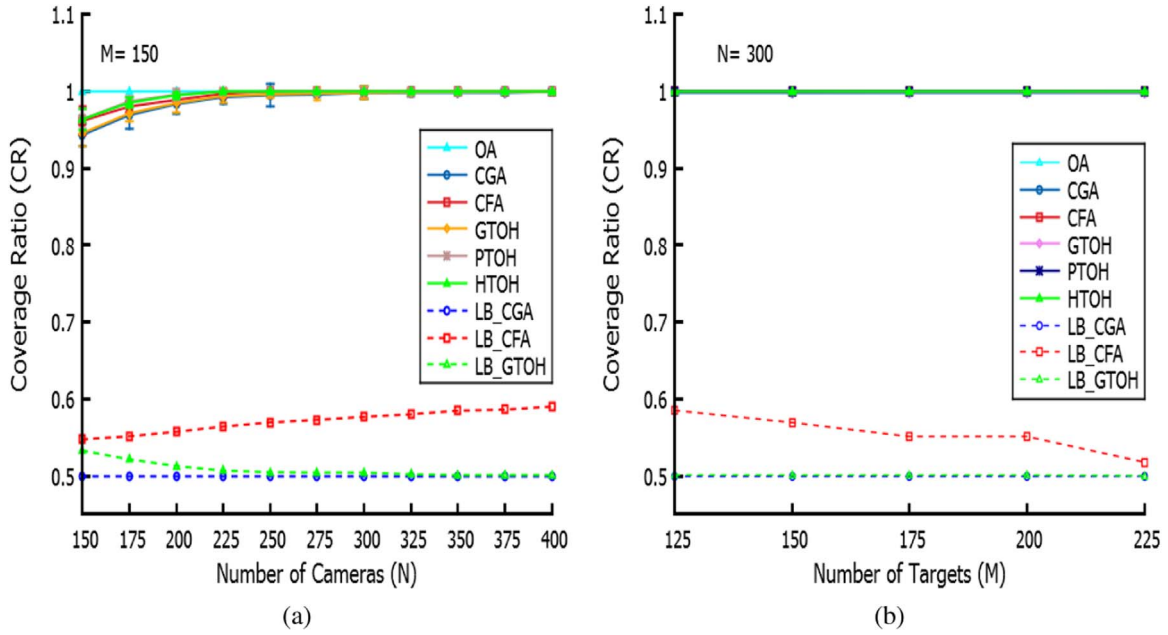 1.1
M= 150
1
0.9
0.8
0.7
0.6
0.5
Coverage Ratio (CR)
OA
CGA
CFA
GTOH
PTOH
HTOH
LB_CGA
LB_CFA
LB_GTOH
150 175 200 225 250 275 300 325 350 375 400
Number of Cameras (N)
(a)
1.1
N= 300
1
0.9
0.8
0.7
0.6
0.5
Coverage Ratio (CR)
OA
CGA
CFA
GTOH
PTOH
HTOH
LB_CGA
LB_CFA
LB_GTOH
125 150 175 200 225
Number of Targets (M)
(b)